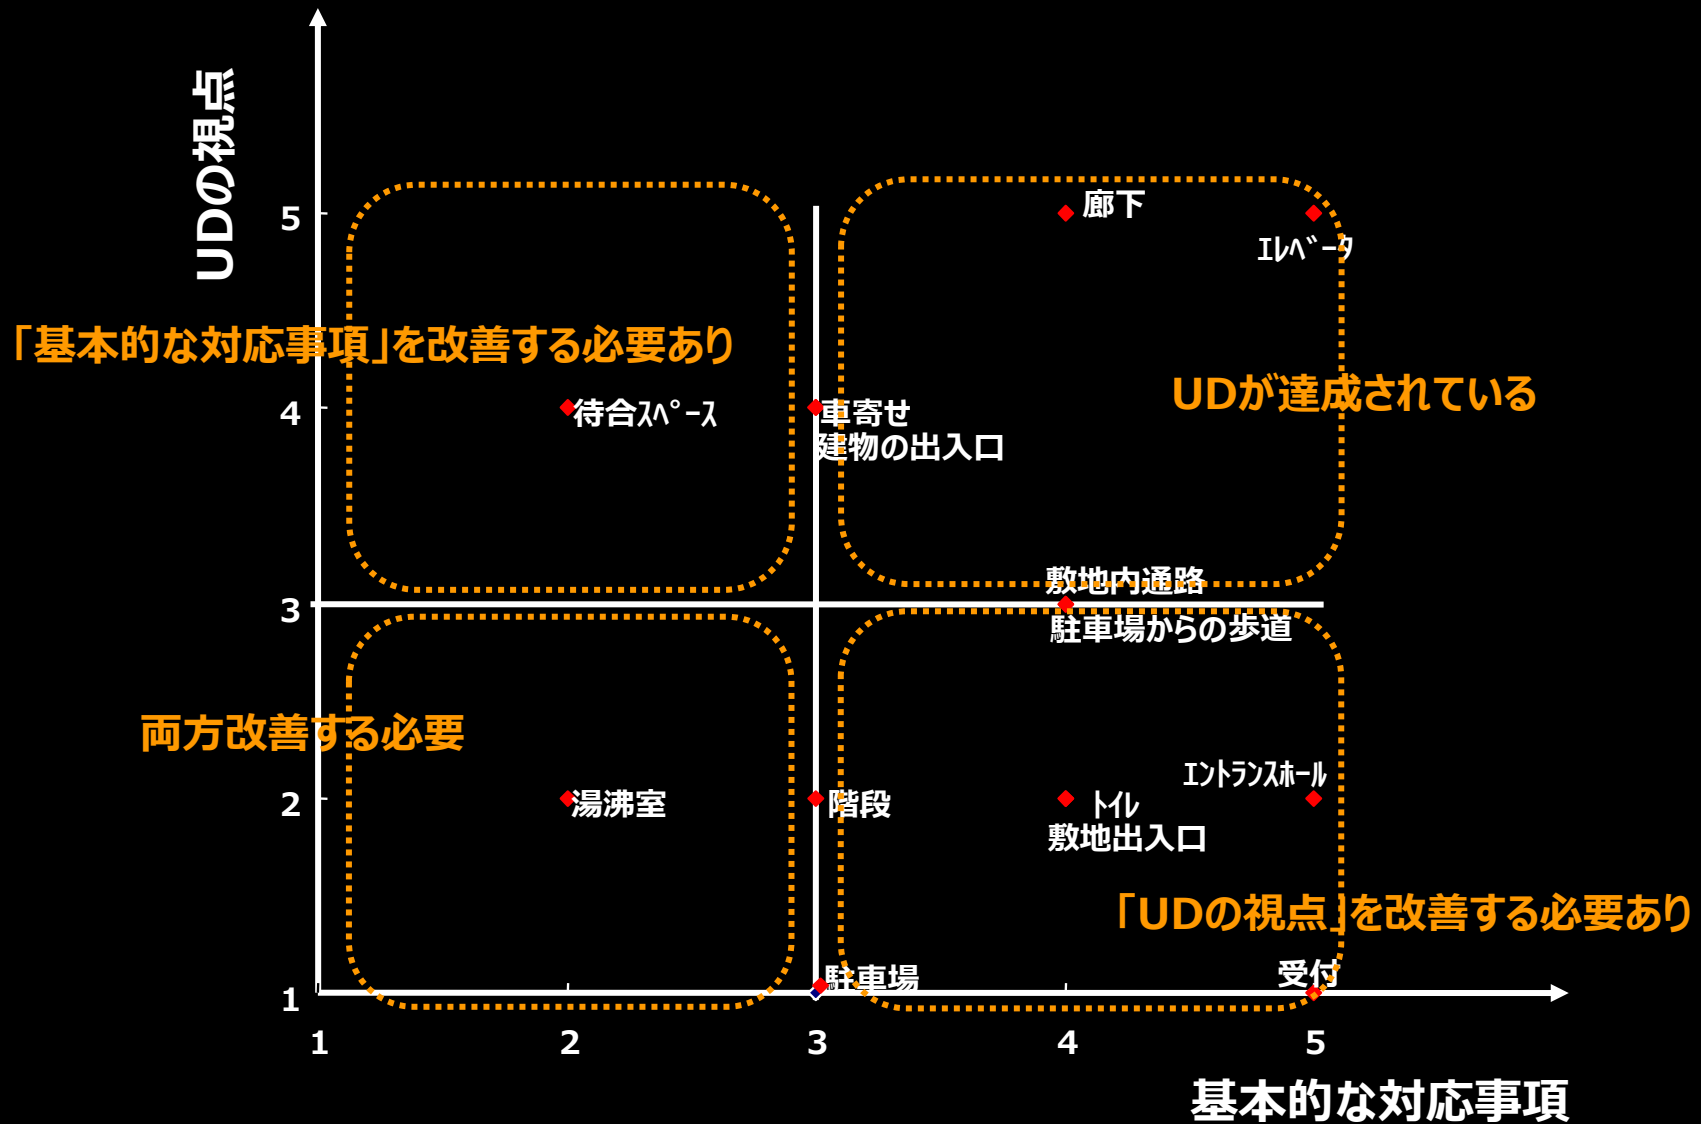 UDの視点
5
廊下
ｴﾚﾍﾞｰﾀ
「基本的な対応事項」を改善する必要あり
UDが達成されている
4
待合ｽﾍﾟｰｽ
車寄せ
建物の出入口
敷地内通路
3
駐車場からの歩道
両方改善する必要
ｴﾝﾄﾗﾝｽﾎｰﾙ
2
湯沸室
階段
ﾄｲﾚ
敷地出入口
「UDの視点」を改善する必要あり
受付
駐車場
1
1
2
3
4
5
基本的な対応事項